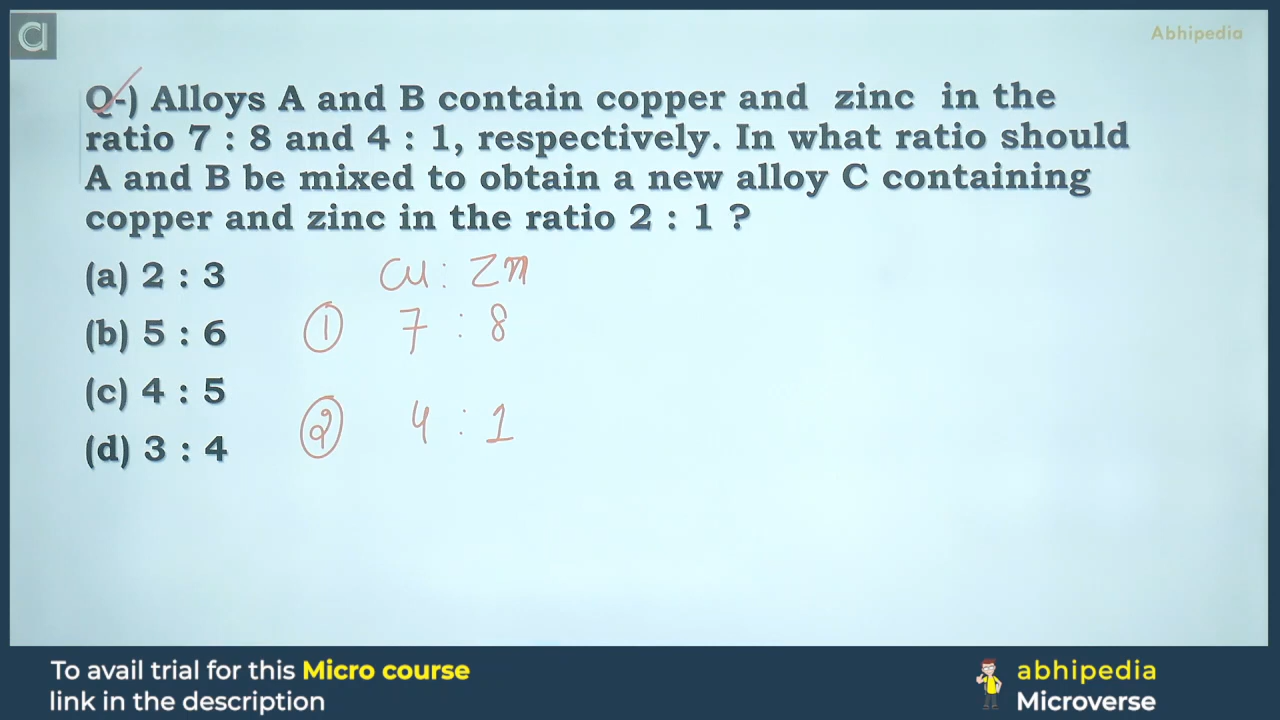 Abhipedia
Q-) Alloys A and B contain copper and zinc in the
ratio 7 : 8 and 4 : 1, respectively. In what ratio should
A and B be mixed to obtain a new alloy C containing
copper and zinc in the ratio 2 : 1 ?
(a) 2 : 3
(b) 5 : 6
(c) 4 : 5
(d) 3 : 4
Cu : Zn
① 7 : 8
② 4 : 1
To avail trial for this Micro course
link in the description
abhipedia
Microverse